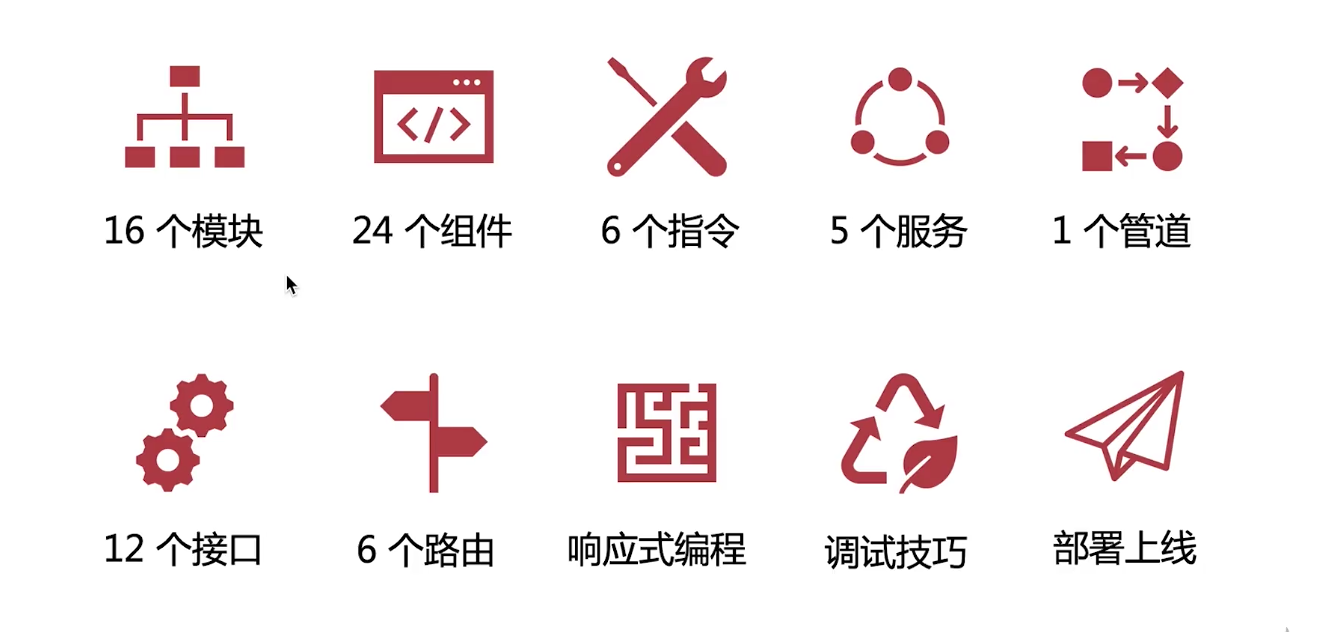 16 个模块
24 个组件
6 个指令
5 个服务
1 个管道
12 个接口
6 个路由
响应式编程
调试技巧
部署上线